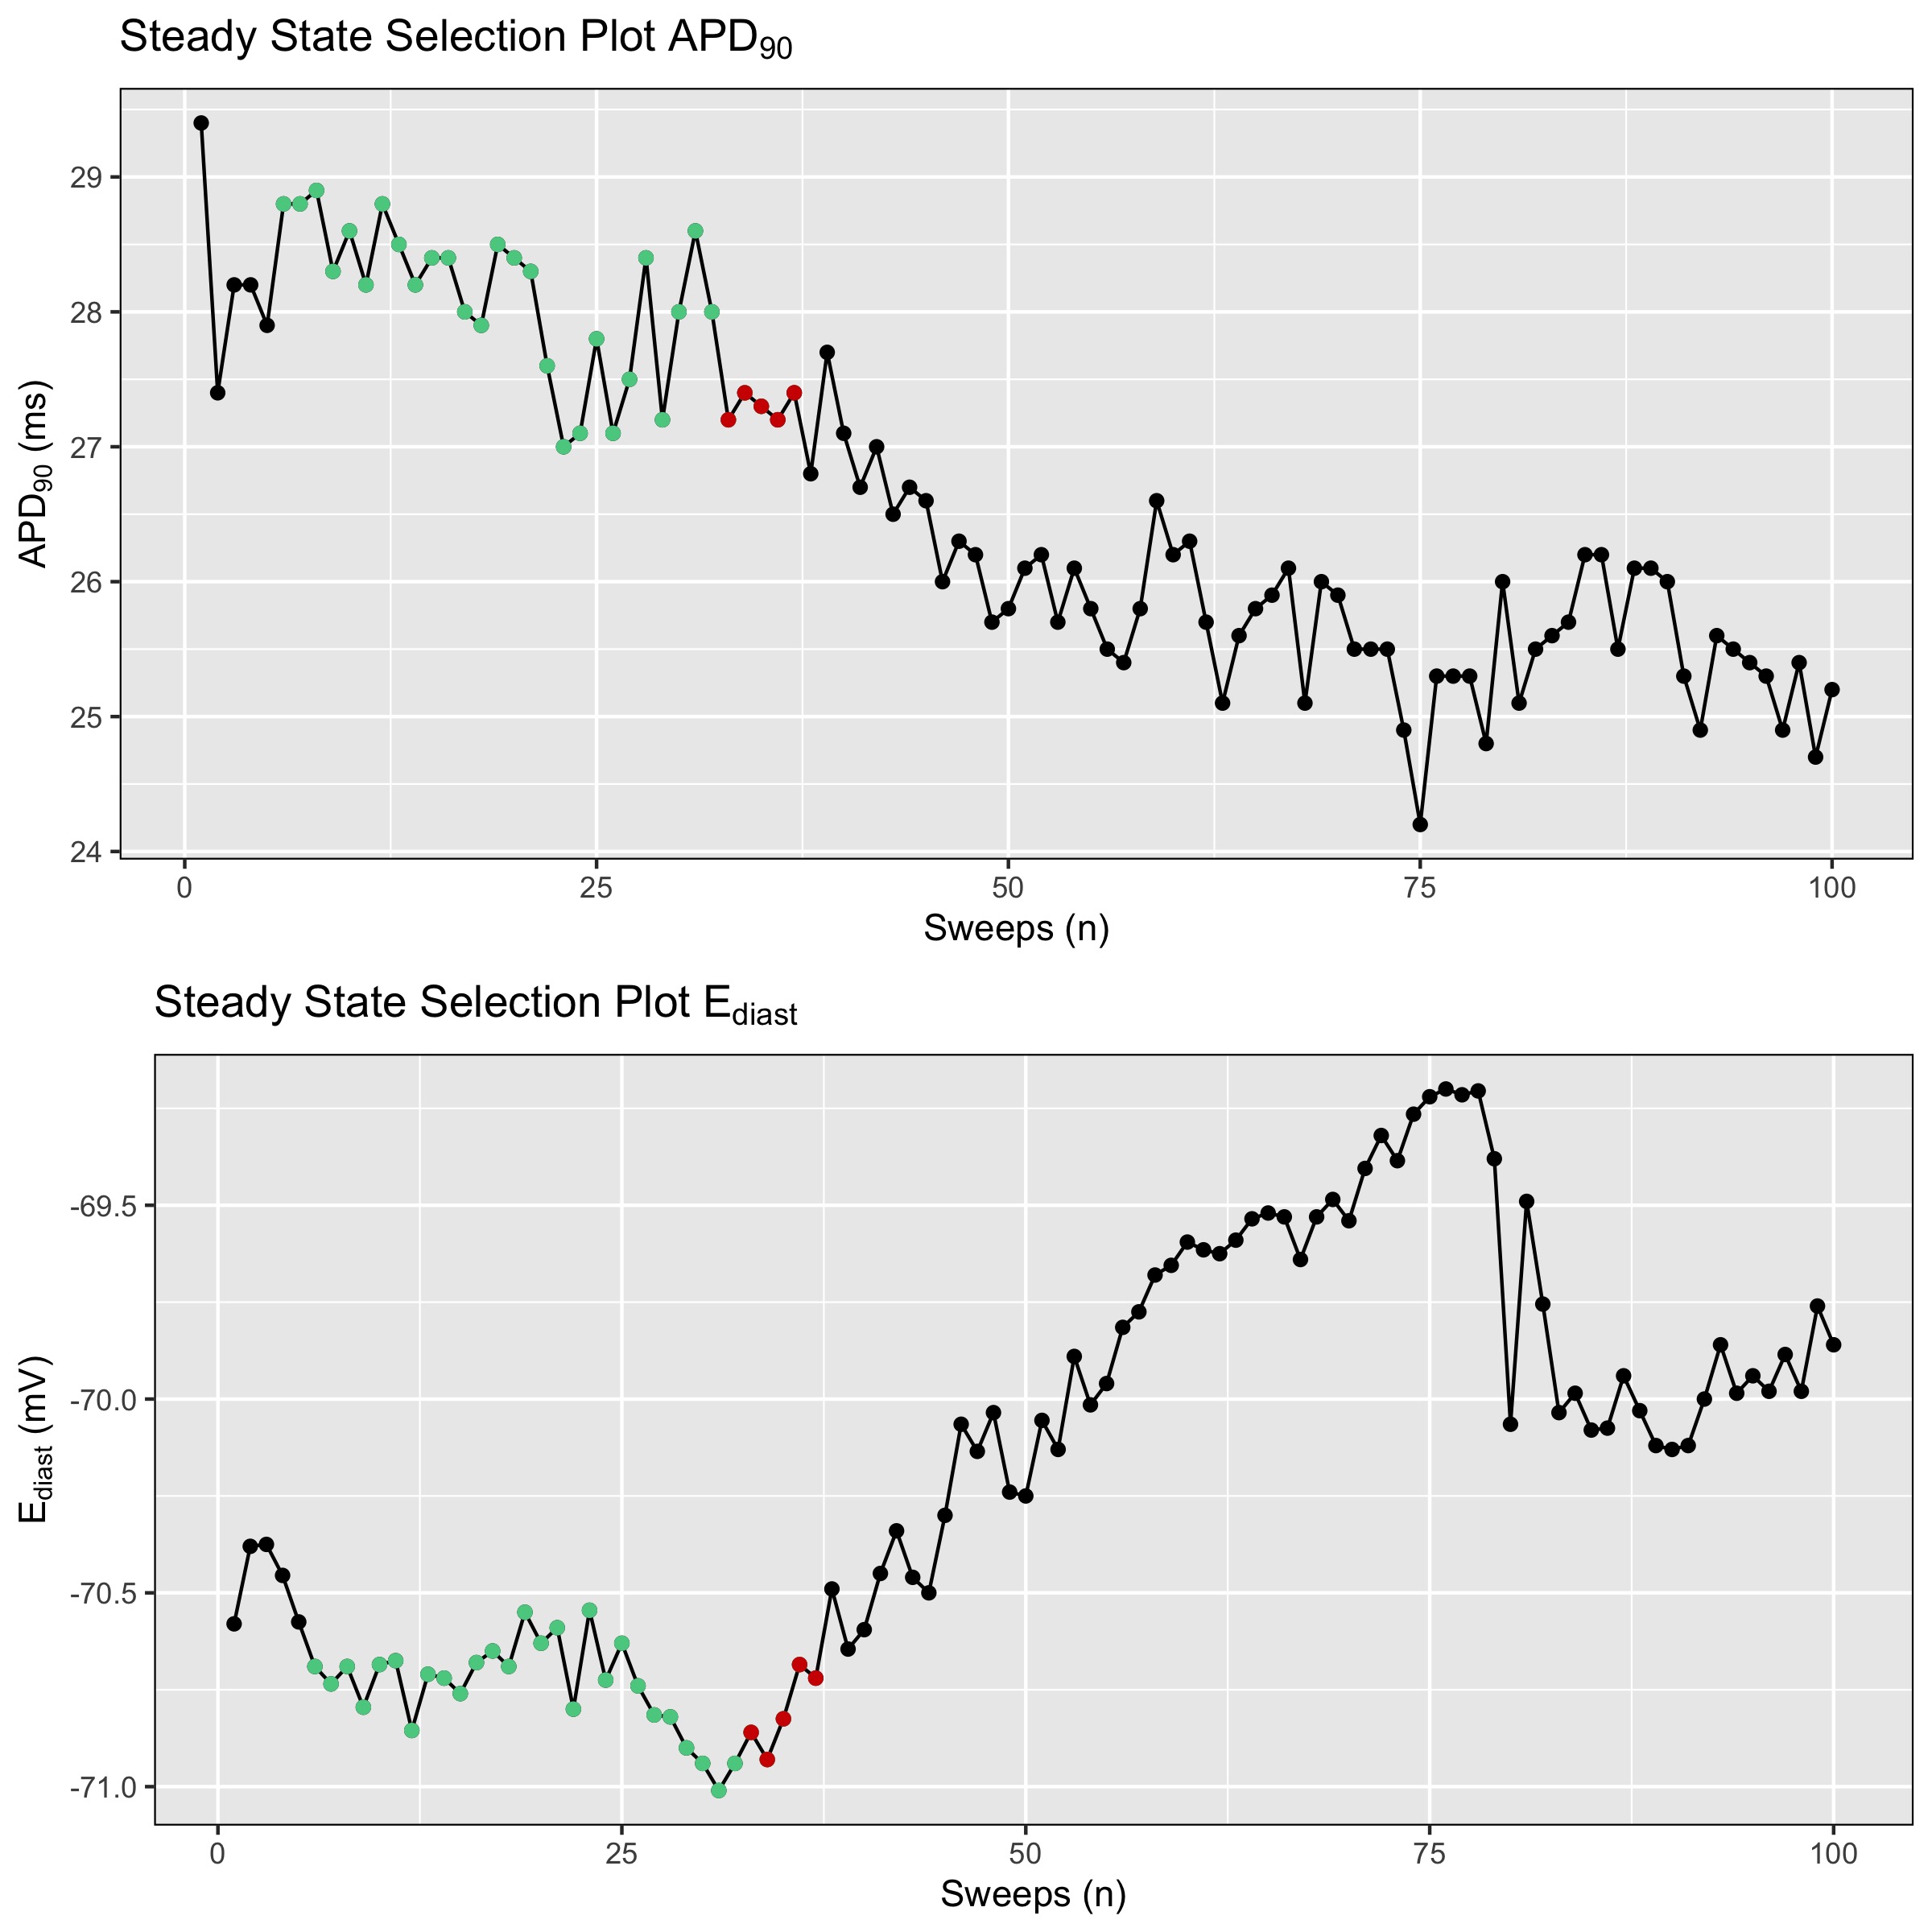 Steady State Selection Plot APD90
APD90 (ms)
29
28
27
26
25
24
0 25 50 75 100
Sweeps (n)
Steady State Selection Plot Ediast
Ediast (mV)
-69.5
-70.0
-70.5
-71.0
0 25 50 75 100
Sweeps (n)